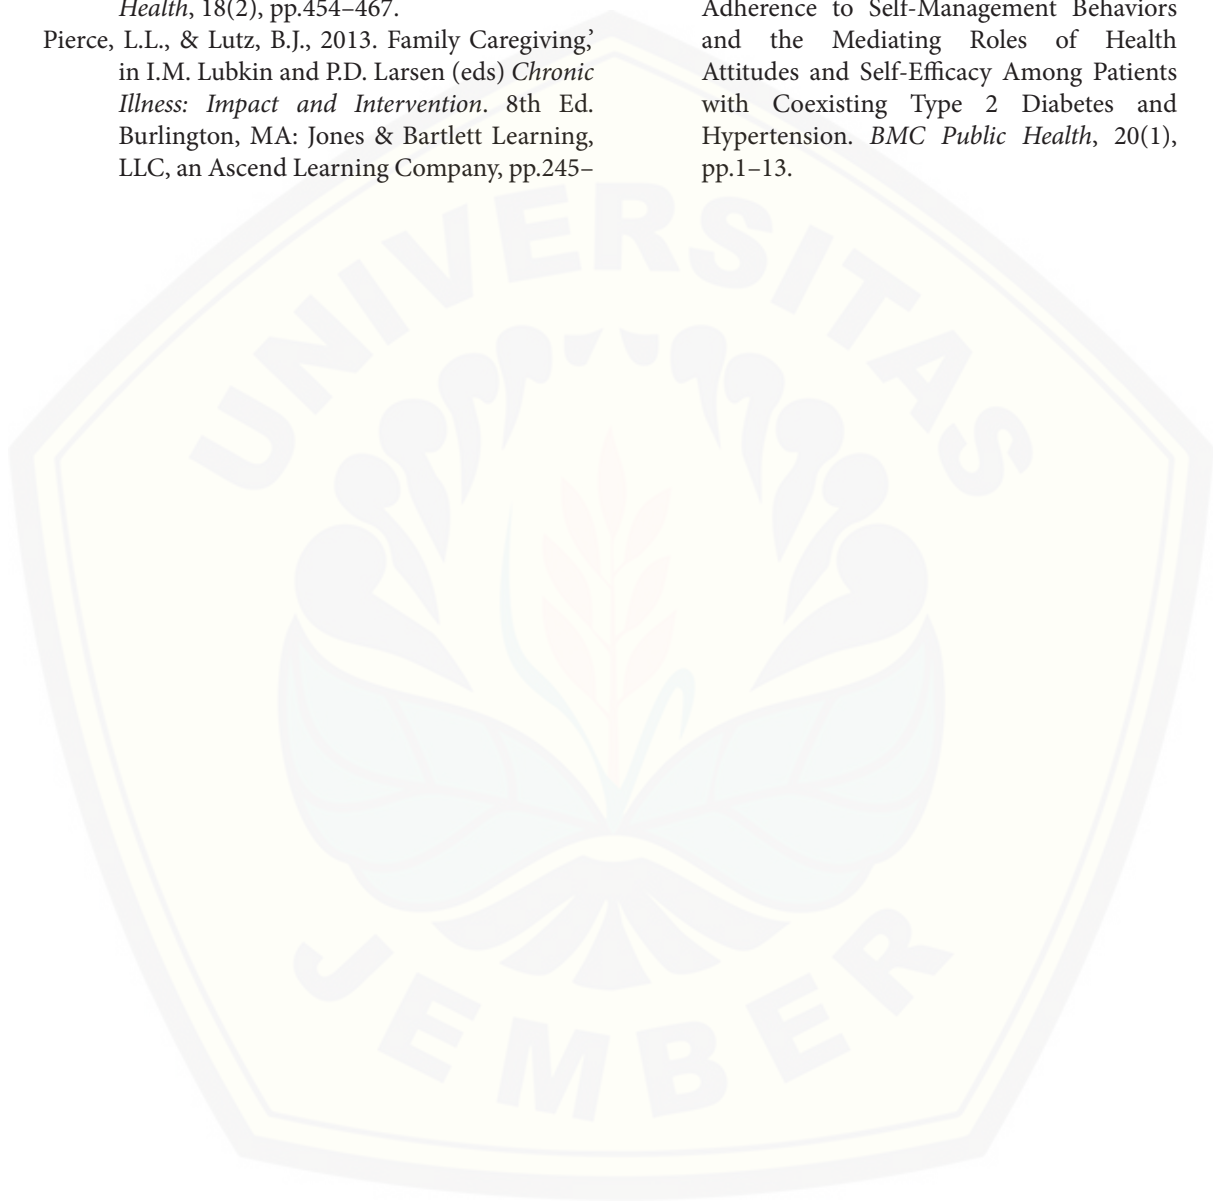 Health, 18(2), pp.454–467.
Pierce, L.L., & Lutz, B.J., 2013. Family Caregiving,’
in I.M. Lubkin and P.D. Larsen (eds) Chronic
Illness: Impact and Intervention. 8th Ed.
Burlington, MA: Jones & Bartlett Learning,
LLC, an Ascend Learning Company, pp.245–
Adherence to Self-Management Behaviors
and the Mediating Roles of Health
Attitudes and Self-Efficacy Among Patients
with Coexisting Type 2 Diabetes and
Hypertension. BMC Public Health, 20(1),
pp.1–13.
UNIVERSITAS
JEMBER